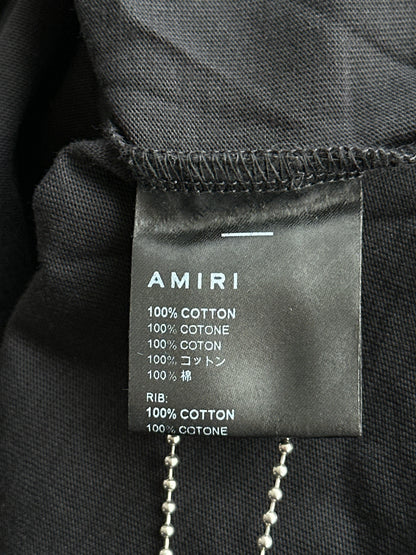 AMIRI
100% COTTON
100% COTONE
100% COTON
100% コットン
100% 棉
RIB:
100% COTTON
100% COTONE